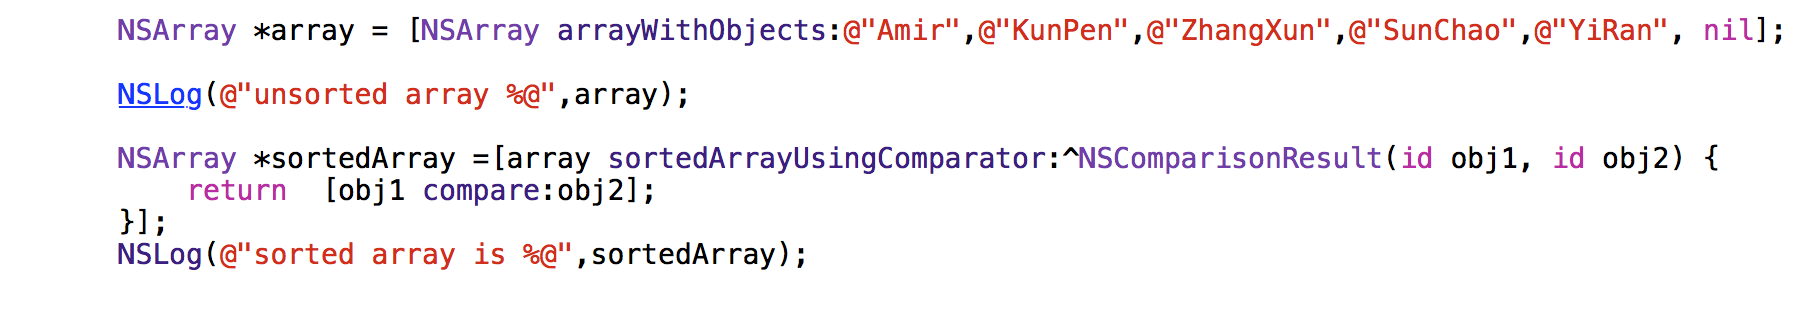 NSArray *array = [NSArray arrayWithObjects:@"Amir",@"KunPen",@"ZhangXun",@"SunChao",@"YiRan", nil];
NSLog(@"unsorted array %@",array);
NSArray *sortedArray =[array sortedArrayUsingComparator:^NSComparisonResult(id obj1, id obj2) {
    return  [obj1 compare:obj2];
}];
NSLog(@"sorted array is %@",sortedArray);